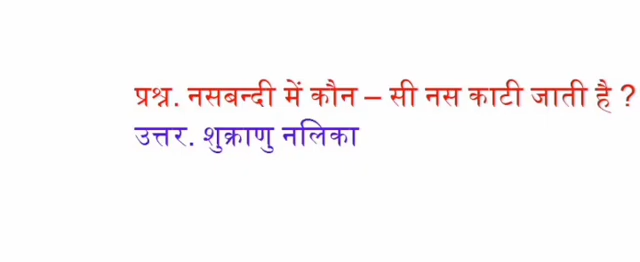 प्रश्न. नसबन्दी में कौन – सी नस काटी जाती है ?
उत्तर. शुक्राणु नलिका